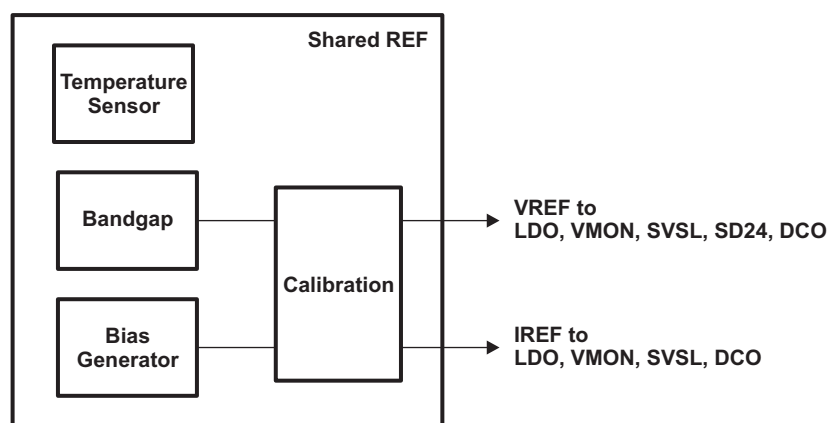 Shared REF
Temperature
Sensor
Bandgap
Bias
Generator
Calibration
VREF to
LDO, VMON, SVSL, SD24, DCO
IREF to
LDO, VMON, SVSL, DCO